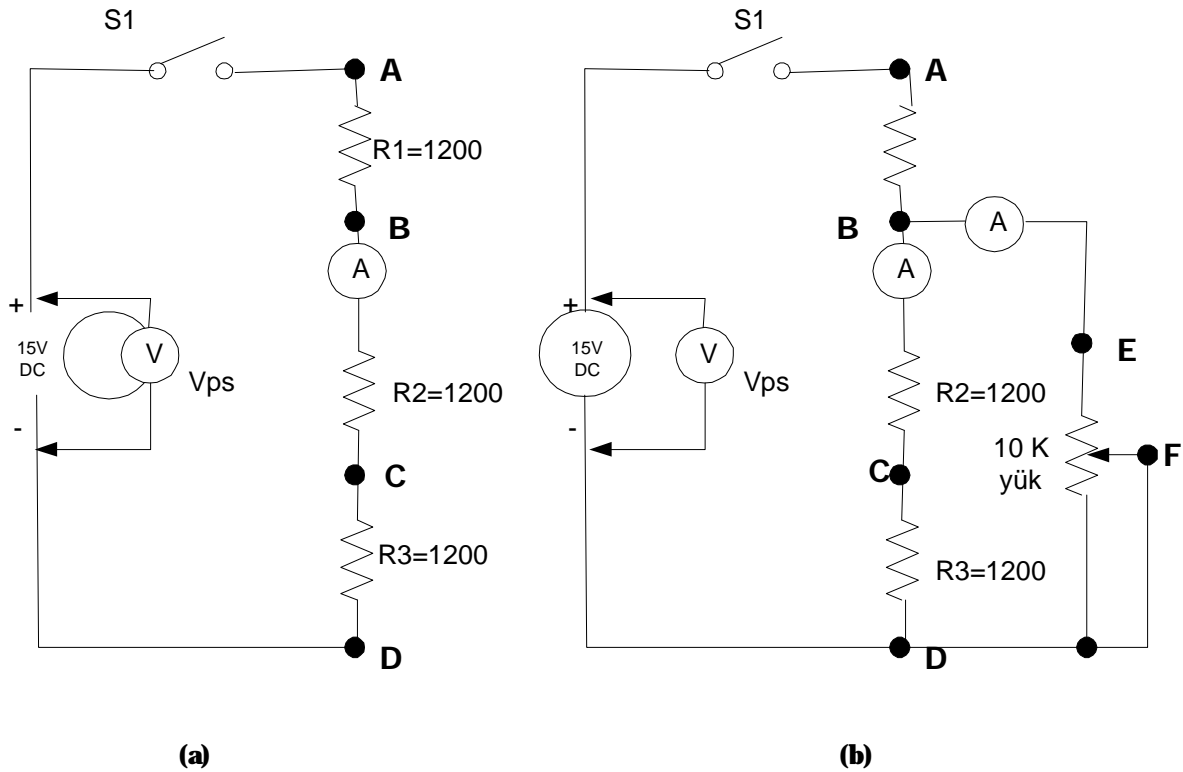 S1
A
R1=1200
B
A
+
15V
DC
V
Vps
-
R2=1200
C
R3=1200
D
(a)
S1
A
B
A
A
+
15V
DC
V
Vps
-
E
R2=1200
10 K
yük
F
C
R3=1200
D
(b)